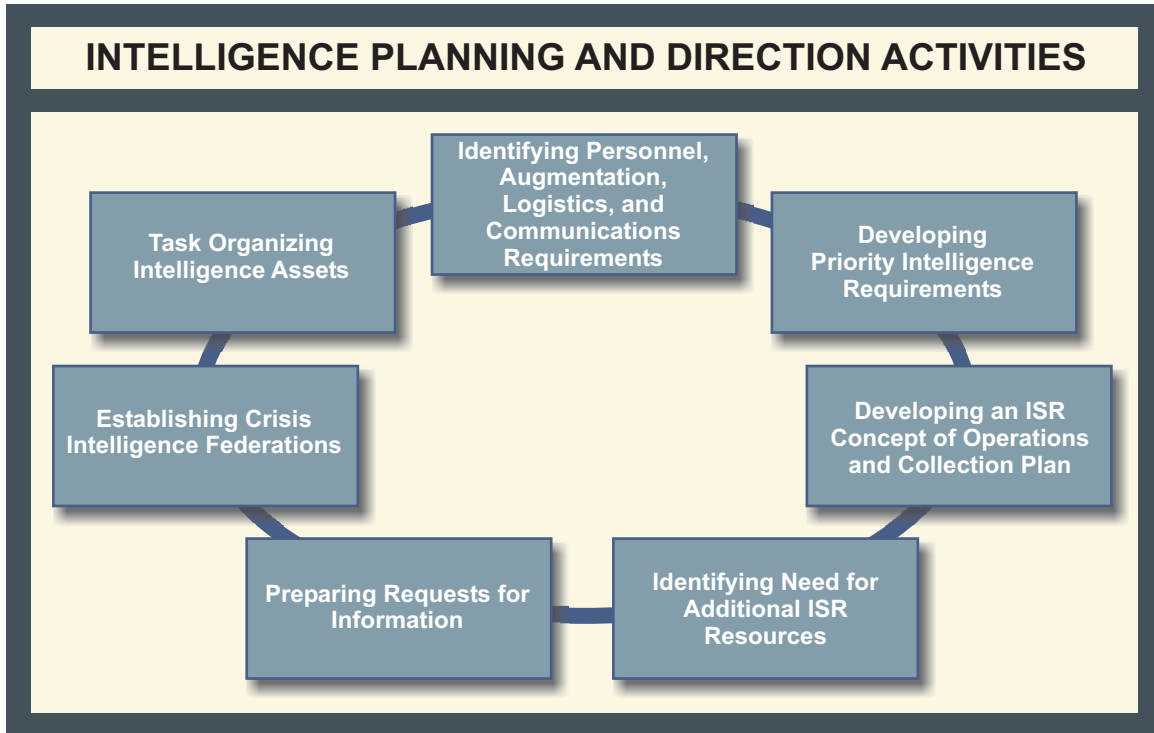 INTELLIGENCE PLANNING AND DIRECTION ACTIVITIES
Identifying Personnel,
Augmentation,
Logistics, and
Communications
Requirements
Developing
Priority Intelligence
Requirements
Developing an ISR
Concept of Operations
and Collection Plan
Identifying Need for
Additional ISR
Resources
Preparing Requests for
Information
Establishing Crisis
Intelligence Federations
Task Organizing
Intelligence Assets